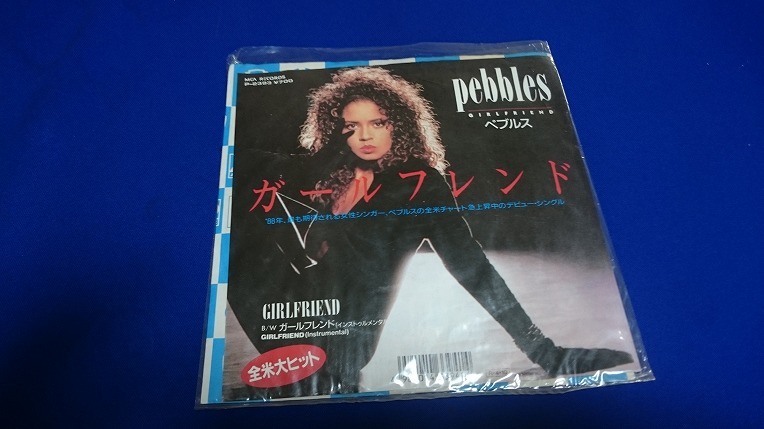 MCA RECORDS
P-2393 ¥700
pebbles
GIRLFRIEND
ペブルス
ガールフレンド
'88年、最も期待される女性シンガー、ペブルスの全米チャート急上昇中のデビュー・シングル
GIRLFRIEND
B/W ガールフレンド(インストゥルメンタル)
GIRLFRIEND (Instrumental)
全米大ヒット